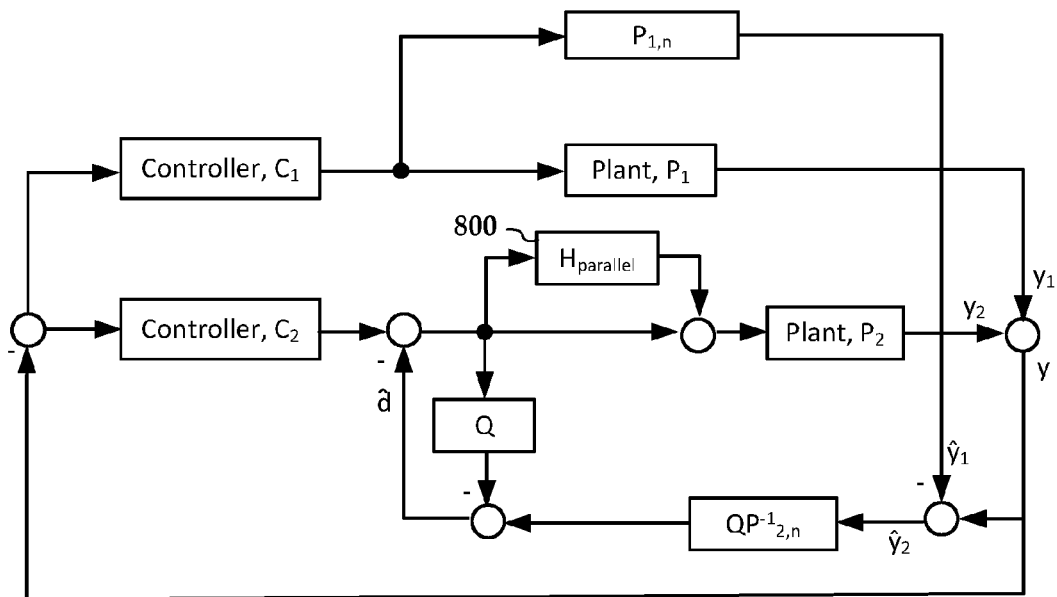 P1,n
Controller, C1
Plant, P1
800
Hparallel
y1
Controller, C2
y2
Plant, P2
-
-
y
d̂
Q
ŷ1
-
-
QP-12,n
ŷ2